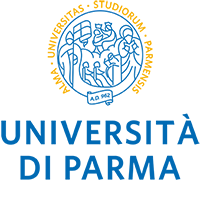 ALMA · UNIVERSITAS · STUDIORUM · PARMENSIS
A.D. 962
UNIVERSITÀ
DI PARMA